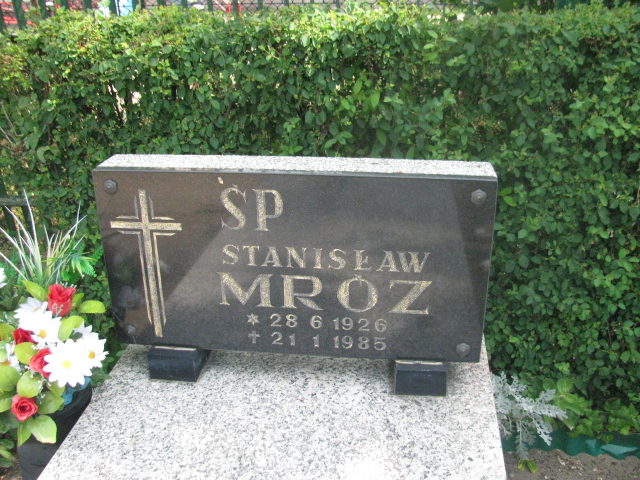 ŚP
STANISŁAW
MRÓZ
* 28 6 1926
+ 21 1 1985